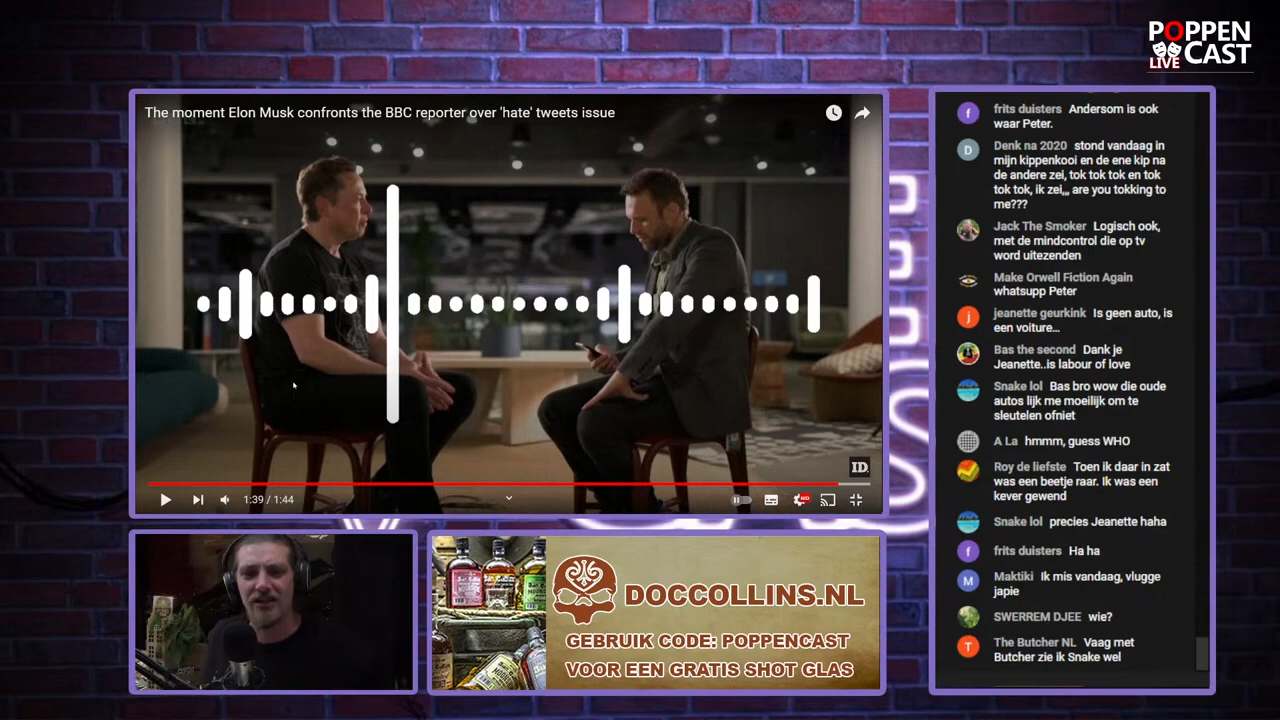 POPPEN
LIVE CAST
The moment Elon Musk confronts the BBC reporter over 'hate' tweets issue
ID
1:39 / 1:44
HD
DOCCOLLINS.NL
GEBRUIK CODE: POPPENCAST
VOOR EEN GRATIS SHOT GLAS
f
frits duisters Andersom is ook
waar Peter.
D
Denk na 2020 stond vandaag in
mijn kippenkooi en de ene kip na
de andere zei, tok tok tok en tok
tok tok, ik zei,,, are you tokking to
me???
Jack The Smoker Logisch ook,
met de mindcontrol die op tv
word uitezenden
Make Orwell Fiction Again
whatsupp Peter
j
jeanette geurkink Is geen auto, is
een voiture...
Bas the second Dank je
Jeanette..is labour of love
Snake lol Bas bro wow die oude
autos lijk me moeilijk om te
sleutelen ofniet
A La hmmm, guess WHO
Roy de liefste Toen ik daar in zat
was een beetje raar. Ik was een
kever gewend
Snake lol precies Jeanette haha
f
frits duisters Ha ha
M
Maktiki Ik mis vandaag, vlugge
japie
SWERREM DJEE wie?
T
The Butcher NL Vaag met
Butcher zie ik Snake wel